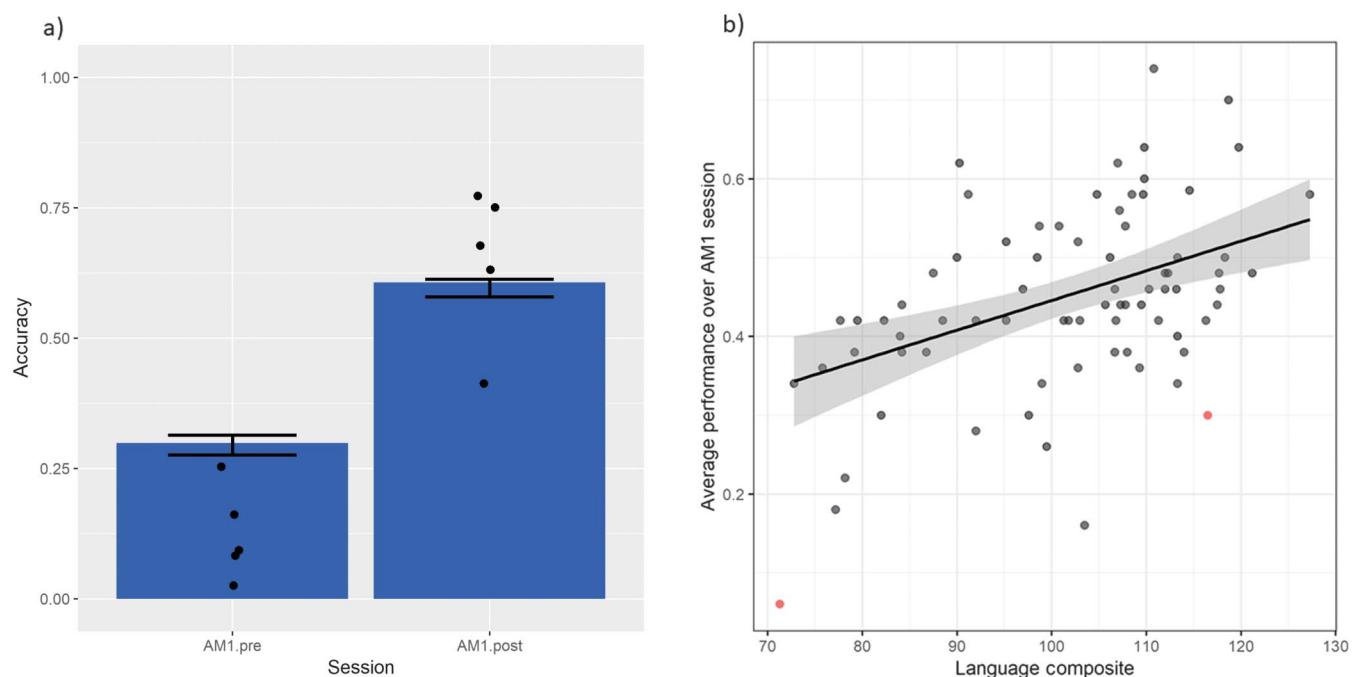 a)
1.00
0.75
0.50
0.25
0.00
Accuracy
AM1.pre
AM1.post
Session
b)
0.6
0.4
0.2
Average performance over AM1 session
70
80
90
100
110
120
130
Language composite